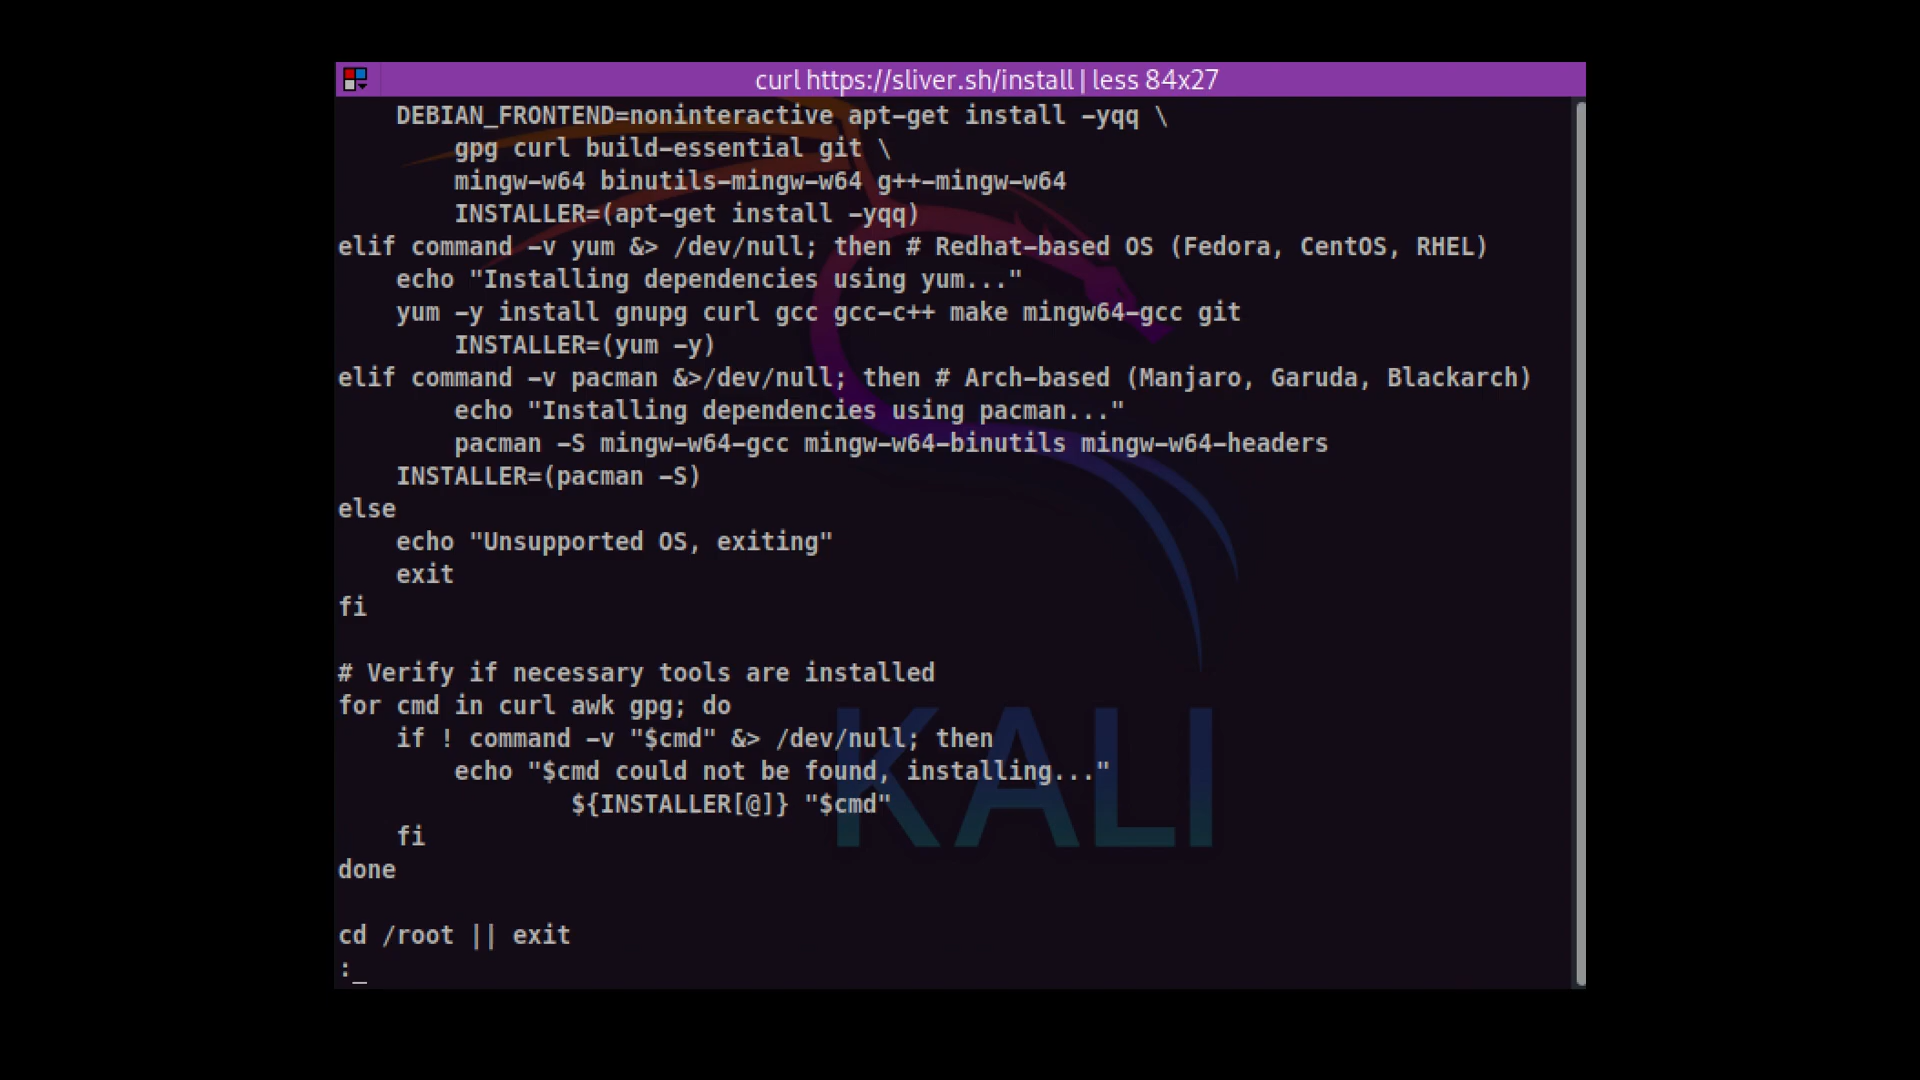 curl https://sliver.sh/install | less 84x27
    DEBIAN_FRONTEND=noninteractive apt-get install -yqq \
        gpg curl build-essential git \
        mingw-w64 binutils-mingw-w64 g++-mingw-w64
        INSTALLER=(apt-get install -yqq)
elif command -v yum &> /dev/null; then # Redhat-based OS (Fedora, CentOS, RHEL)
    echo "Installing dependencies using yum..."
    yum -y install gnupg curl gcc gcc-c++ make mingw64-gcc git
        INSTALLER=(yum -y)
elif command -v pacman &>/dev/null; then # Arch-based (Manjaro, Garuda, Blackarch)
        echo "Installing dependencies using pacman..."
        pacman -S mingw-w64-gcc mingw-w64-binutils mingw-w64-headers
    INSTALLER=(pacman -S)
else
    echo "Unsupported OS, exiting"
    exit
fi

# Verify if necessary tools are installed
for cmd in curl awk gpg; do
    if ! command -v "$cmd" &> /dev/null; then
        echo "$cmd could not be found, installing..."
                ${INSTALLER[@]} "$cmd"
    fi
done

cd /root || exit
:_
KALI